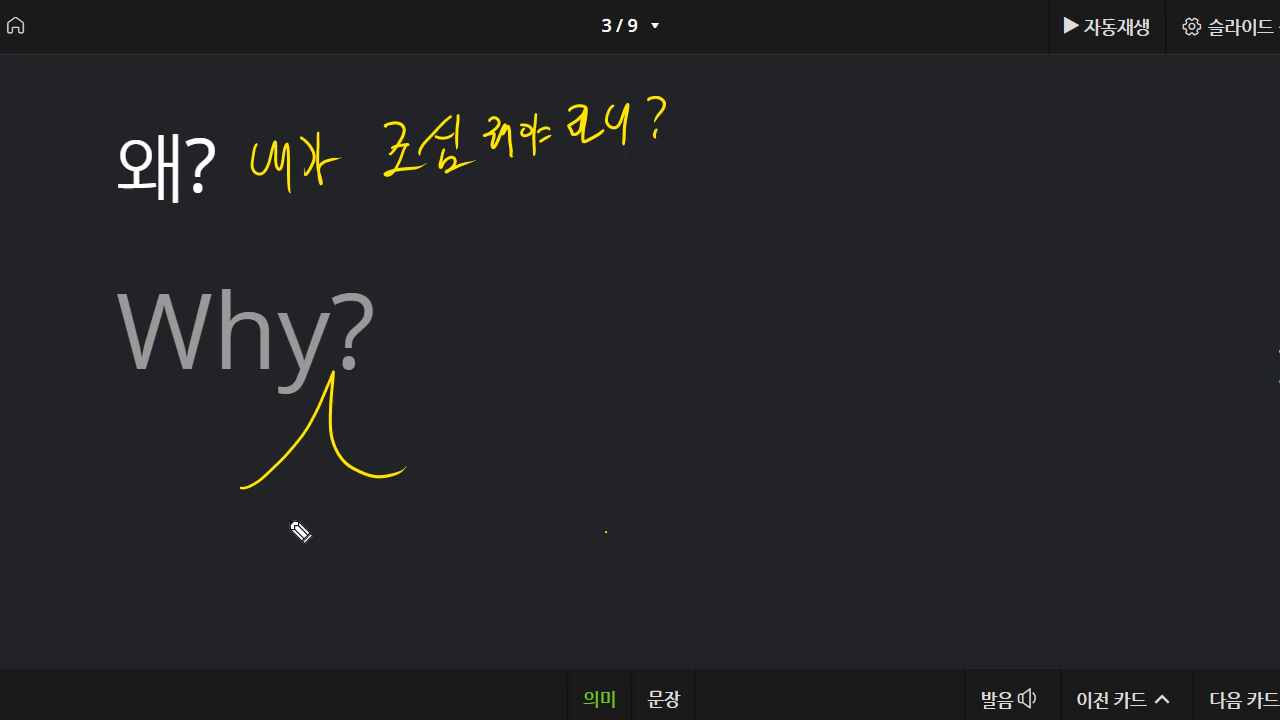 3 / 9
자동재생
슬라이드
왜? 내가 조심 해야 되니?
Why?
의미
문장
발음
이전 카드
다음 카드